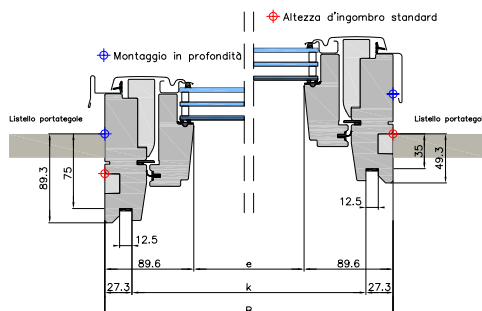 Altezza d'ingombro standard
Montaggio in profondità
Listello portategole
Listello portatego
89.3
75
35
49.3
12.5
12.5
89.6
e
89.6
27.3
k
27.3